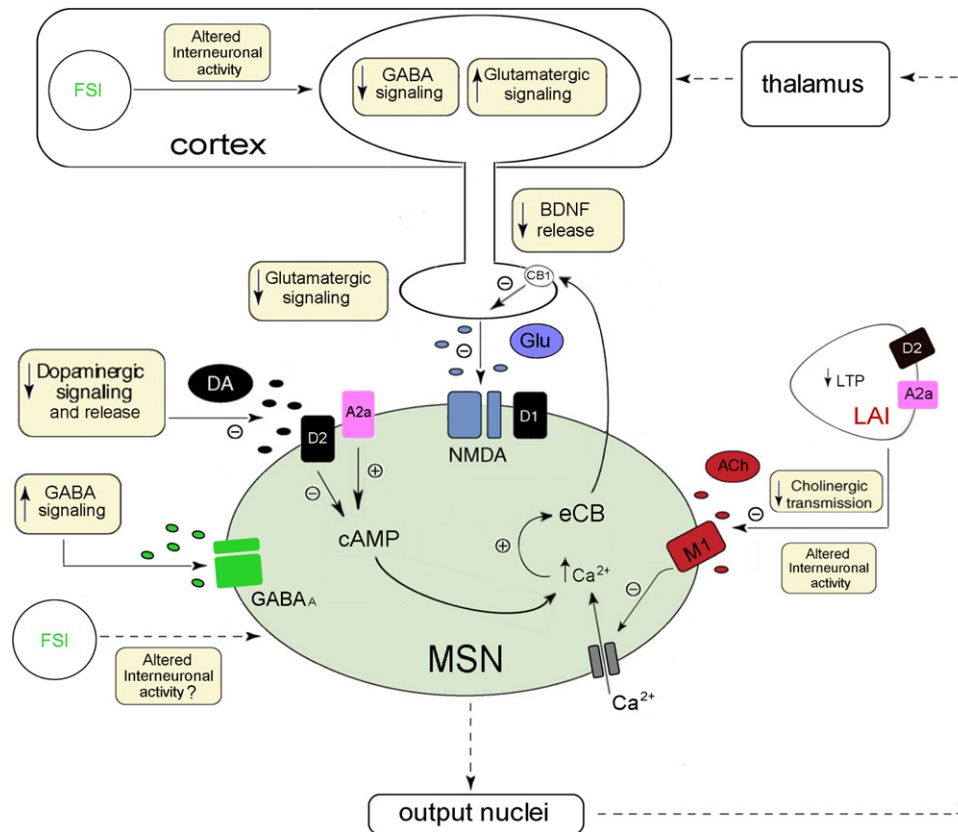 Altered
Interneuronal
activity
FSI
GABA
signaling
Glutamatergic
signaling
cortex
thalamus
BDNF
release
Glutamatergic
signaling
CB1
Glu
Dopaminergic
signaling
and release
DA
D2
A2a
NMDA
D1
D2
LTP
A2a
LAI
ACh
Cholinergic
transmission
M1
Altered
Interneuronal
activity
GABA
signaling
GABA A
cAMP
eCB
Ca2+
FSI
Altered
Interneuronal
activity ?
MSN
Ca2+
output nuclei